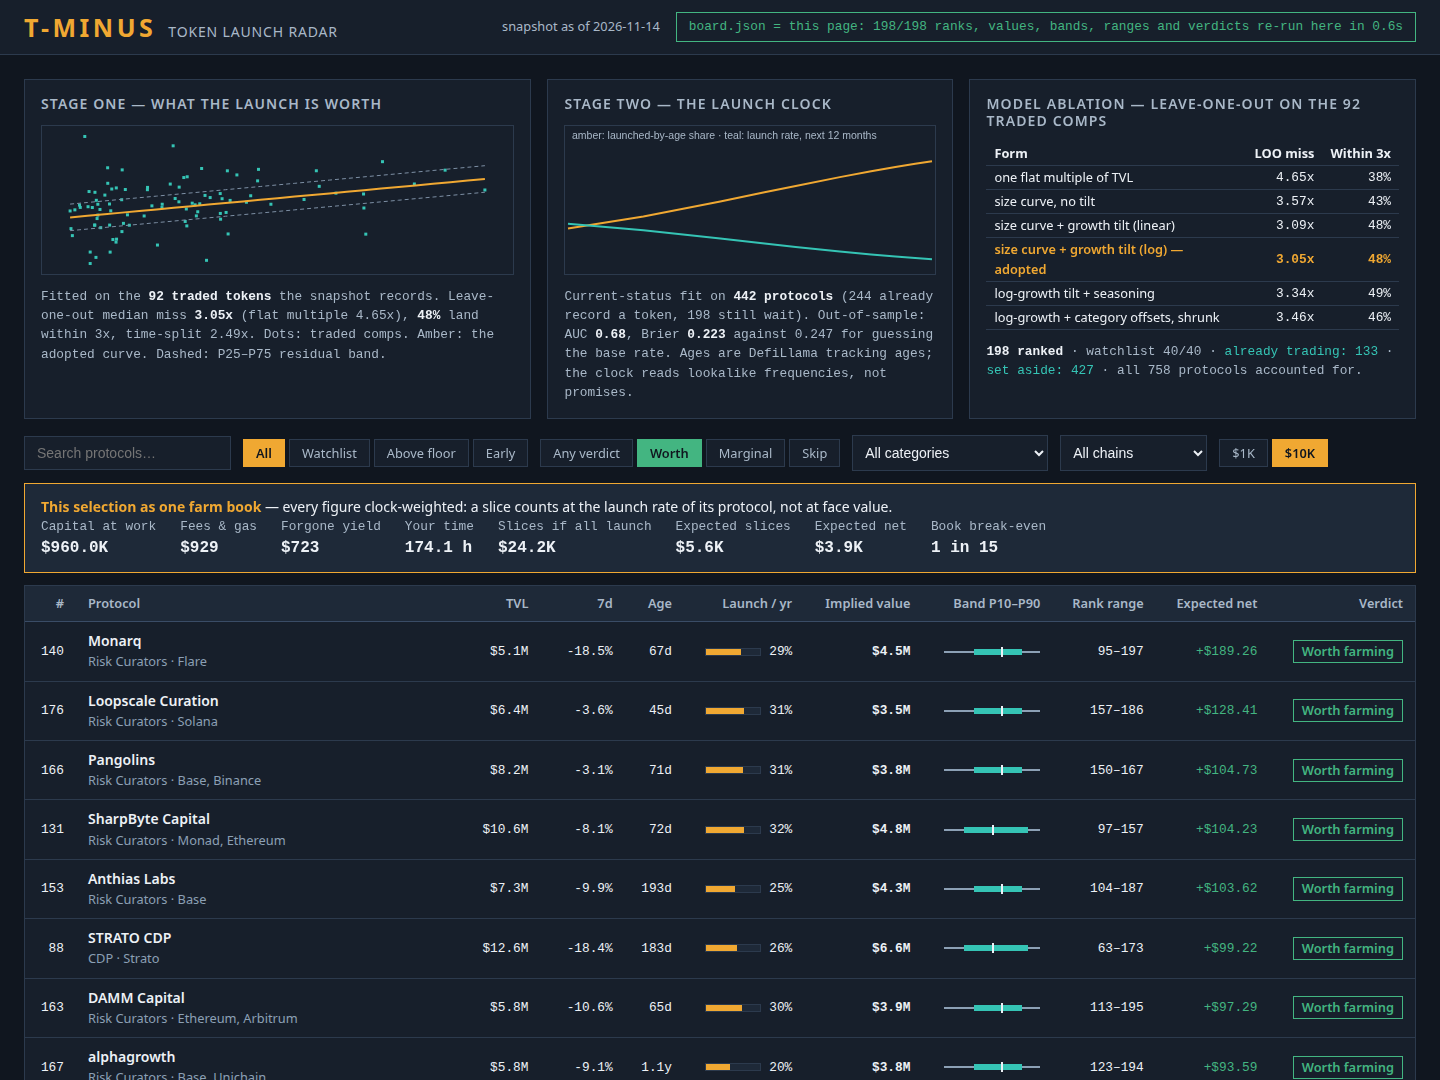 T-MINUS TOKEN LAUNCH RADAR
snapshot as of 2026-11-14
board.json = this page: 198/198 ranks, values, bands, ranges and verdicts re-run here in 0.6s
STAGE ONE — WHAT THE LAUNCH IS WORTH
Fitted on the 92 traded tokens the snapshot records. Leave-
one-out median miss 3.05x (flat multiple 4.65x), 48% land
within 3x, time-split 2.49x. Dots: traded comps. Amber: the
adopted curve. Dashed: P25–P75 residual band.
STAGE TWO — THE LAUNCH CLOCK
amber: launched-by-age share · teal: launch rate, next 12 months
Current-status fit on 442 protocols (244 already
record a token, 198 still wait). Out-of-sample:
AUC 0.68, Brier 0.223 against 0.247 for guessing
the base rate. Ages are DefiLlama tracking ages;
the clock reads lookalike frequencies, not
promises.
MODEL ABLATION — LEAVE-ONE-OUT ON THE 92
TRADED COMPS
Form LOO miss Within 3x
one flat multiple of TVL 4.65x 38%
size curve, no tilt 3.57x 43%
size curve + growth tilt (linear) 3.09x 48%
size curve + growth tilt (log) —
adopted 3.05x 48%
log-growth tilt + seasoning 3.34x 49%
log-growth + category offsets, shrunk 3.46x 46%
198 ranked · watchlist 40/40 · already trading: 133 ·
set aside: 427 · all 758 protocols accounted for.
Search protocols… All Watchlist Above floor Early Any verdict Worth Marginal Skip All categories All chains $1K $10K
This selection as one farm book — every figure clock-weighted: a slice counts at the launch rate of its protocol, not at face value.
Capital at work Fees & gas Forgone yield Your time Slices if all launch Expected slices Expected net Book break-even
$960.0K $929 $723 174.1 h $24.2K $5.6K $3.9K 1 in 15
# Protocol TVL 7d Age Launch / yr Implied value Band P10–P90 Rank range Expected net Verdict
140 Monarq $5.1M -18.5% 67d 29% $4.5M 95–197 +$189.26 Worth farming
Risk Curators · Flare
176 Loopscale Curation $6.4M -3.6% 45d 31% $3.5M 157–186 +$128.41 Worth farming
Risk Curators · Solana
166 Pangolins $8.2M -3.1% 71d 31% $3.8M 150–167 +$104.73 Worth farming
Risk Curators · Base, Binance
131 SharpByte Capital $10.6M -8.1% 72d 32% $4.8M 97–157 +$104.23 Worth farming
Risk Curators · Monad, Ethereum
153 Anthias Labs $7.3M -9.9% 193d 25% $4.3M 104–187 +$103.62 Worth farming
Risk Curators · Base
88 STRATO CDP $12.6M -18.4% 183d 26% $6.6M 63–173 +$99.22 Worth farming
CDP · Strato
163 DAMM Capital $5.8M -10.6% 65d 30% $3.9M 113–195 +$97.29 Worth farming
Risk Curators · Ethereum, Arbitrum
167 alphagrowth $5.8M -9.1% 1.1y 20% $3.8M 123–194 +$93.59 Worth farming
Risk Curators · Base, Unichain